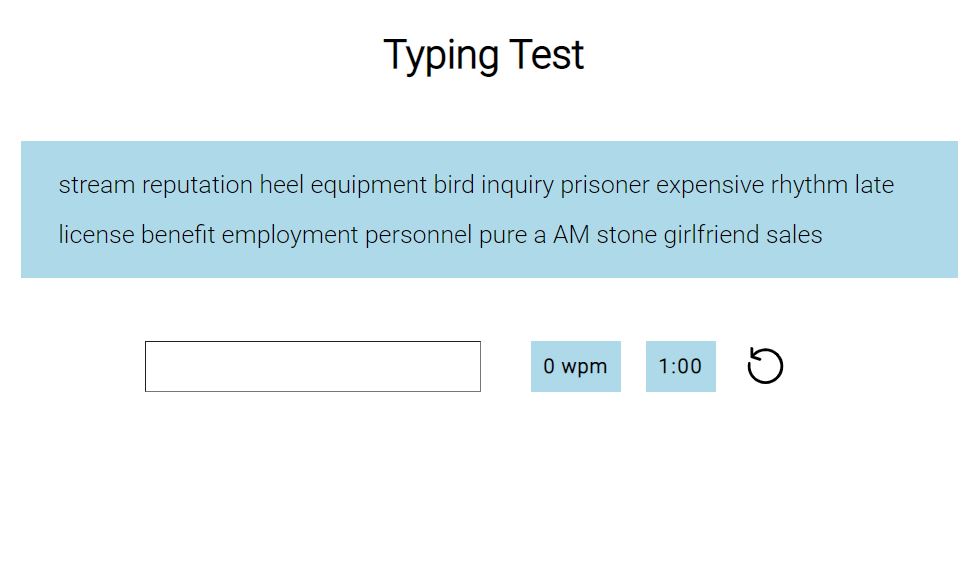 Typing Test
stream reputation heel equipment bird inquiry prisoner expensive rhythm late
license benefit employment personnel pure a AM stone girlfriend sales
0 wpm 1:00